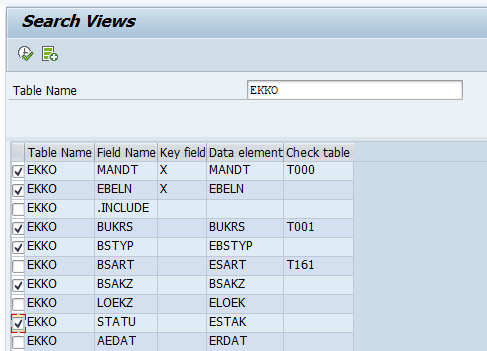 Search Views
Table Name EKKO
Table Name Field Name Key field Data element Check table
EKKO MANDT X MANDT T000
EKKO EBELN X EBELN
EKKO .INCLUDE
EKKO BUKRS BUKRS T001
EKKO BSTYP EBSTYP
EKKO BSART ESART T161
EKKO BSAKZ BSAKZ
EKKO LOEKZ ELOEK
EKKO STATU ESTAK
EKKO AEDAT ERDAT